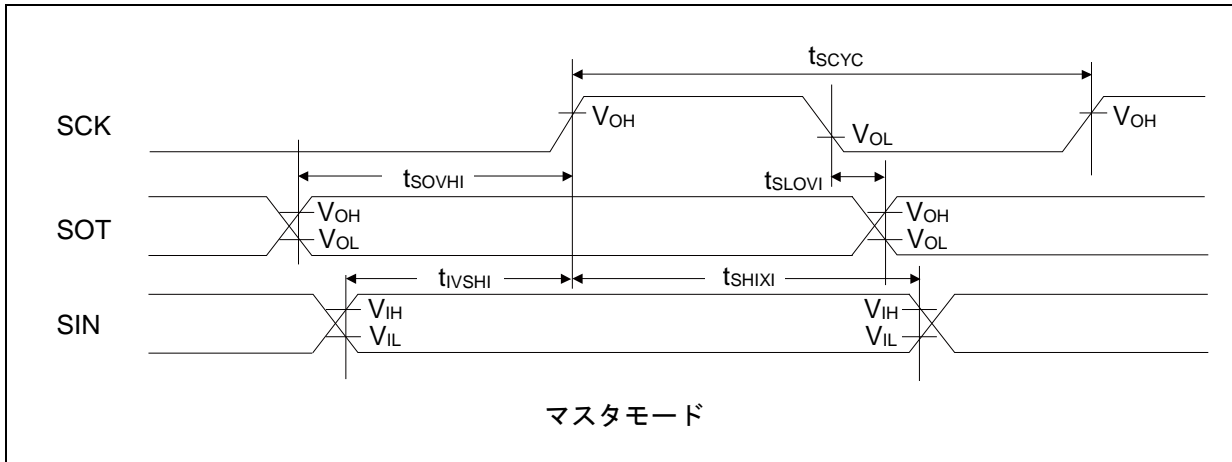 tSCYC
SCK
VOH
VOL
VOH
tSOVHI
tSLOVI
SOT
VOH
VOL
VOH
VOL
tIVSHI
tSHIXI
SIN
VIH
VIL
VIH
VIL
マスタモード